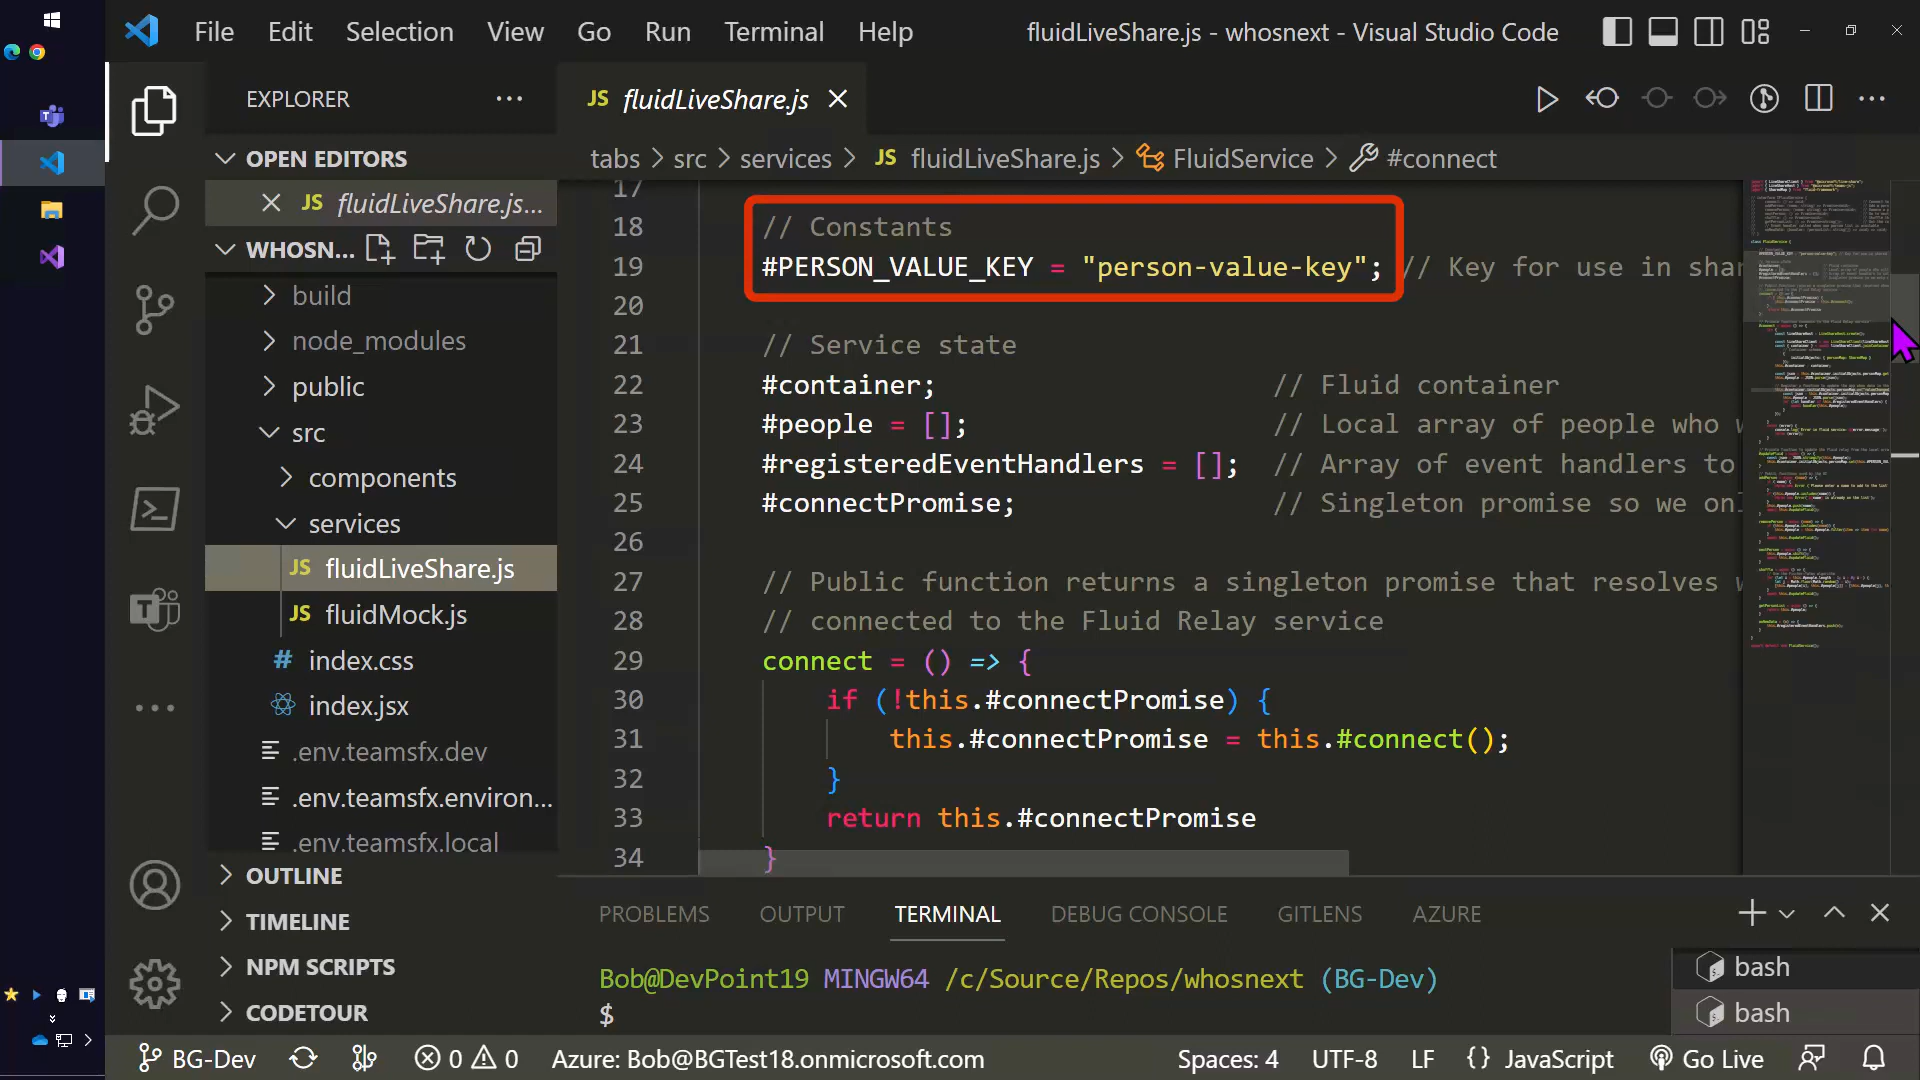 File Edit Selection View Go Run Terminal Help fluidLiveShare.js - whosnext - Visual Studio Code
EXPLORER
JS fluidLiveShare.js
OPEN EDITORS
JS fluidLiveShare.js...
WHOSN...
build
node_modules
public
src
components
services
JS fluidLiveShare.js
JS fluidMock.js
# index.css
index.jsx
.env.teamsfx.dev
.env.teamsfx.environ...
.env.teamsfx.local
OUTLINE
TIMELINE
NPM SCRIPTS
CODETOUR
tabs > src > services > JS fluidLiveShare.js > FluidService > #connect
17
18 // Constants
19 #PERSON_VALUE_KEY = "person-value-key"; // Key for use in shar
20
21 // Service state
22 #container; // Fluid container
23 #people = []; // Local array of people who w
24 #registeredEventHandlers = []; // Array of event handlers to
25 #connectPromise; // Singleton promise so we onl
26
27 // Public function returns a singleton promise that resolves w
28 // connected to the Fluid Relay service
29 connect = () => {
30 if (!this.#connectPromise) {
31 this.#connectPromise = this.#connect();
32 }
33 return this.#connectPromise
34 }
PROBLEMS OUTPUT TERMINAL DEBUG CONSOLE GITLENS AZURE
Bob@DevPoint19 MINGW64 /c/Source/Repos/whosnext (BG-Dev)
$
bash
bash
BG-Dev 0 0 Azure: Bob@BGTest18.onmicrosoft.com Spaces: 4 UTF-8 LF {} JavaScript Go Live